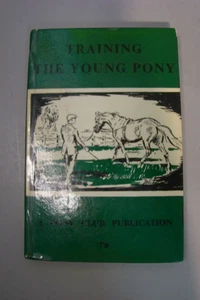 TRAINING
THE YOUNG PONY
A PONY CLUB PUBLICATION